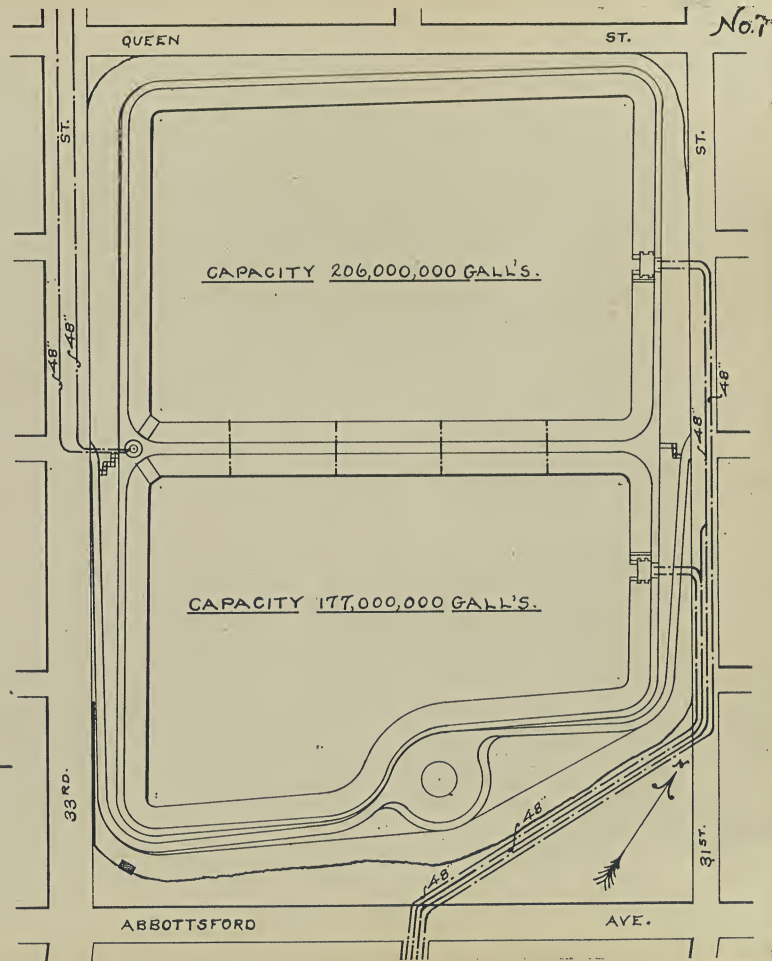 No. 7
QUEEN ST.
ST.
ST.
CAPACITY 206,000,000 GALL'S.
48"
48"
48"
48"
CAPACITY 177,000,000 GALL'S.
33RD.
N
48"
48"
31ST.
ABBOTTSFORD AVE.